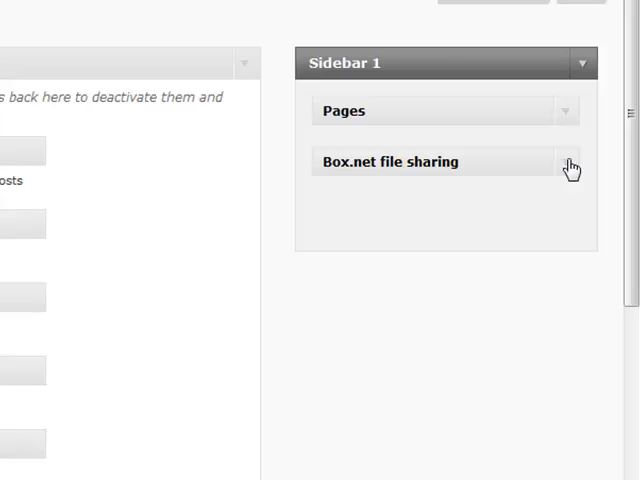 Sidebar 1
s back here to deactivate them and
Pages
osts
Box.net file sharing